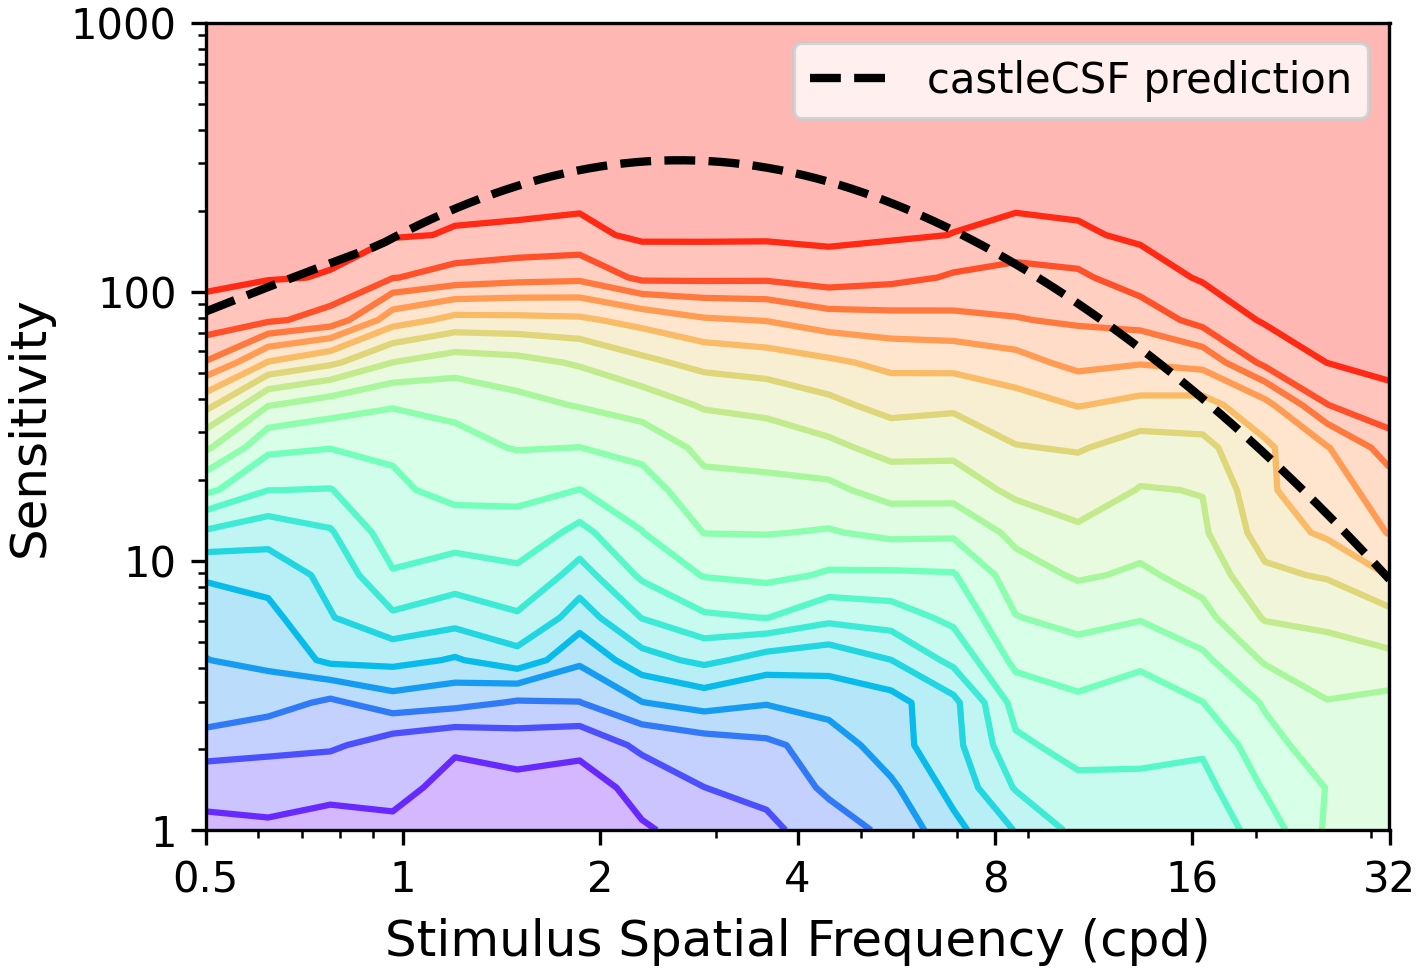 1000
castleCSF prediction
100
Sensitivity
10
1
0.5 1 2 4 8 16 32
Stimulus Spatial Frequency (cpd)